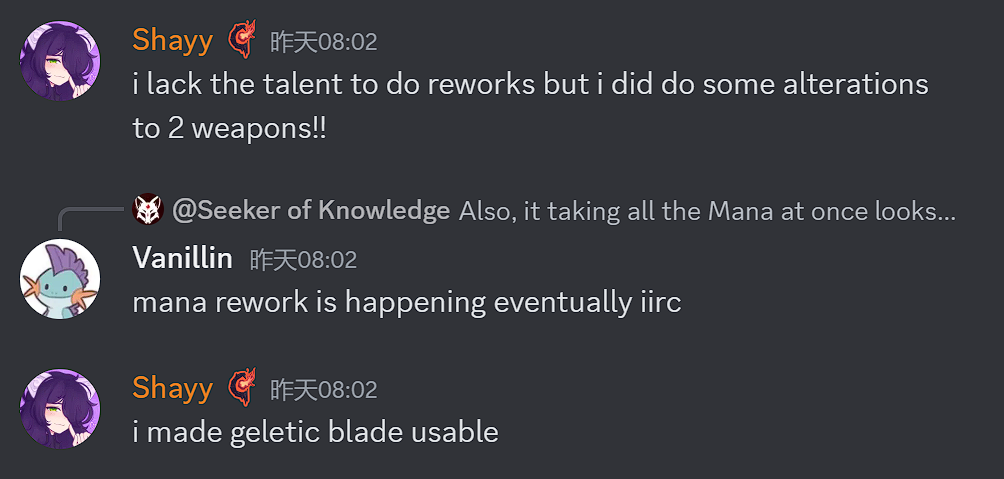 Shayy 昨天08:02
i lack the talent to do reworks but i did do some alterations
to 2 weapons!!
@Seeker of Knowledge Also, it taking all the Mana at once looks...
Vanillin 昨天08:02
mana rework is happening eventually iirc
Shayy 昨天08:02
i made geletic blade usable